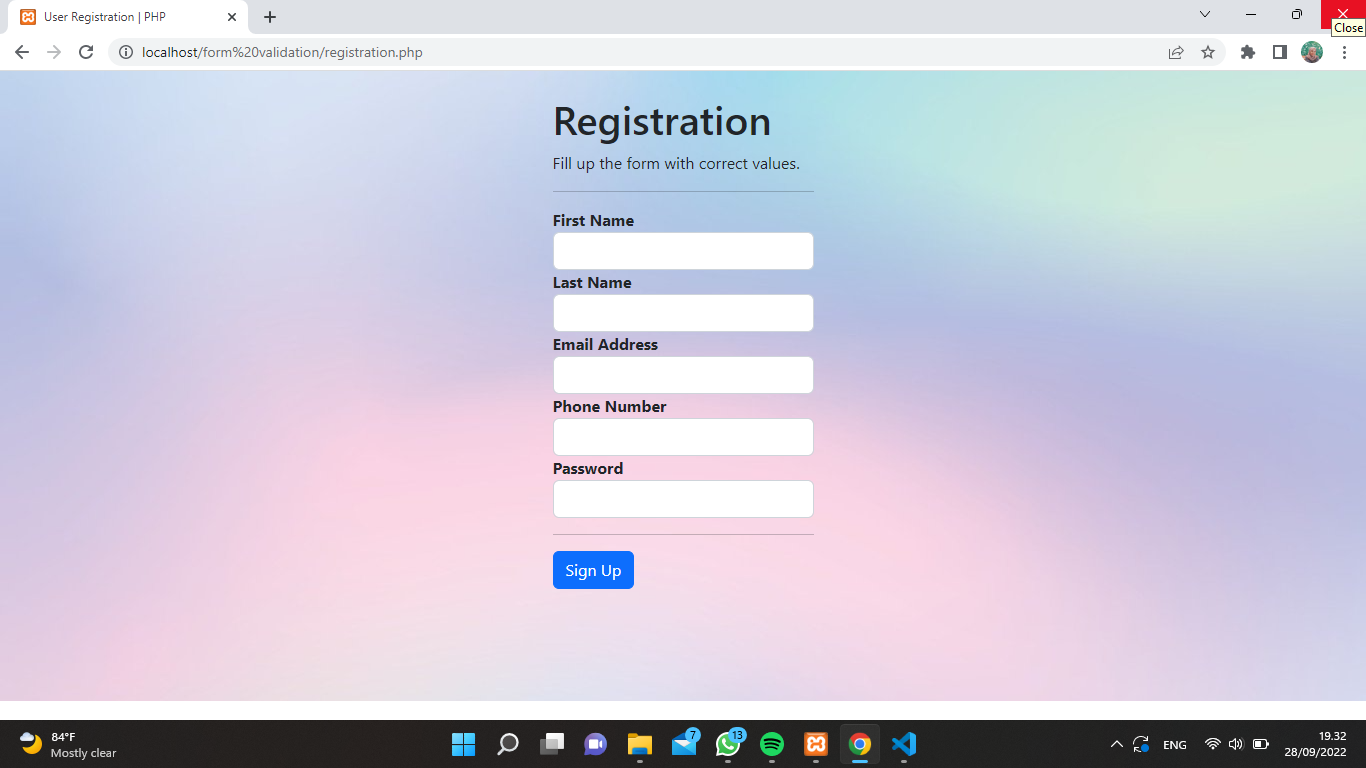 User Registration | PHP
Close
localhost/form%20validation/registration.php
Registration
Fill up the form with correct values.
First Name
Last Name
Email Address
Phone Number
Password
Sign Up
84°F
Mostly clear
7
13
ENG
19.32
28/09/2022